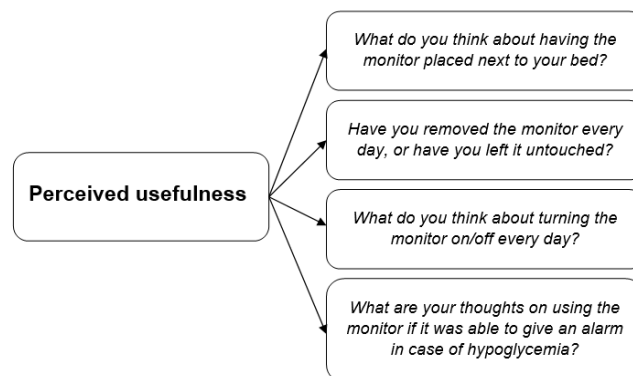 Perceived usefulness
What do you think about having the
monitor placed next to your bed?
Have you removed the monitor every
day, or have you left it untouched?
What do you think about turning the
monitor on/off every day?
What are your thoughts on using the
monitor if it was able to give an alarm
in case of hypoglycemia?